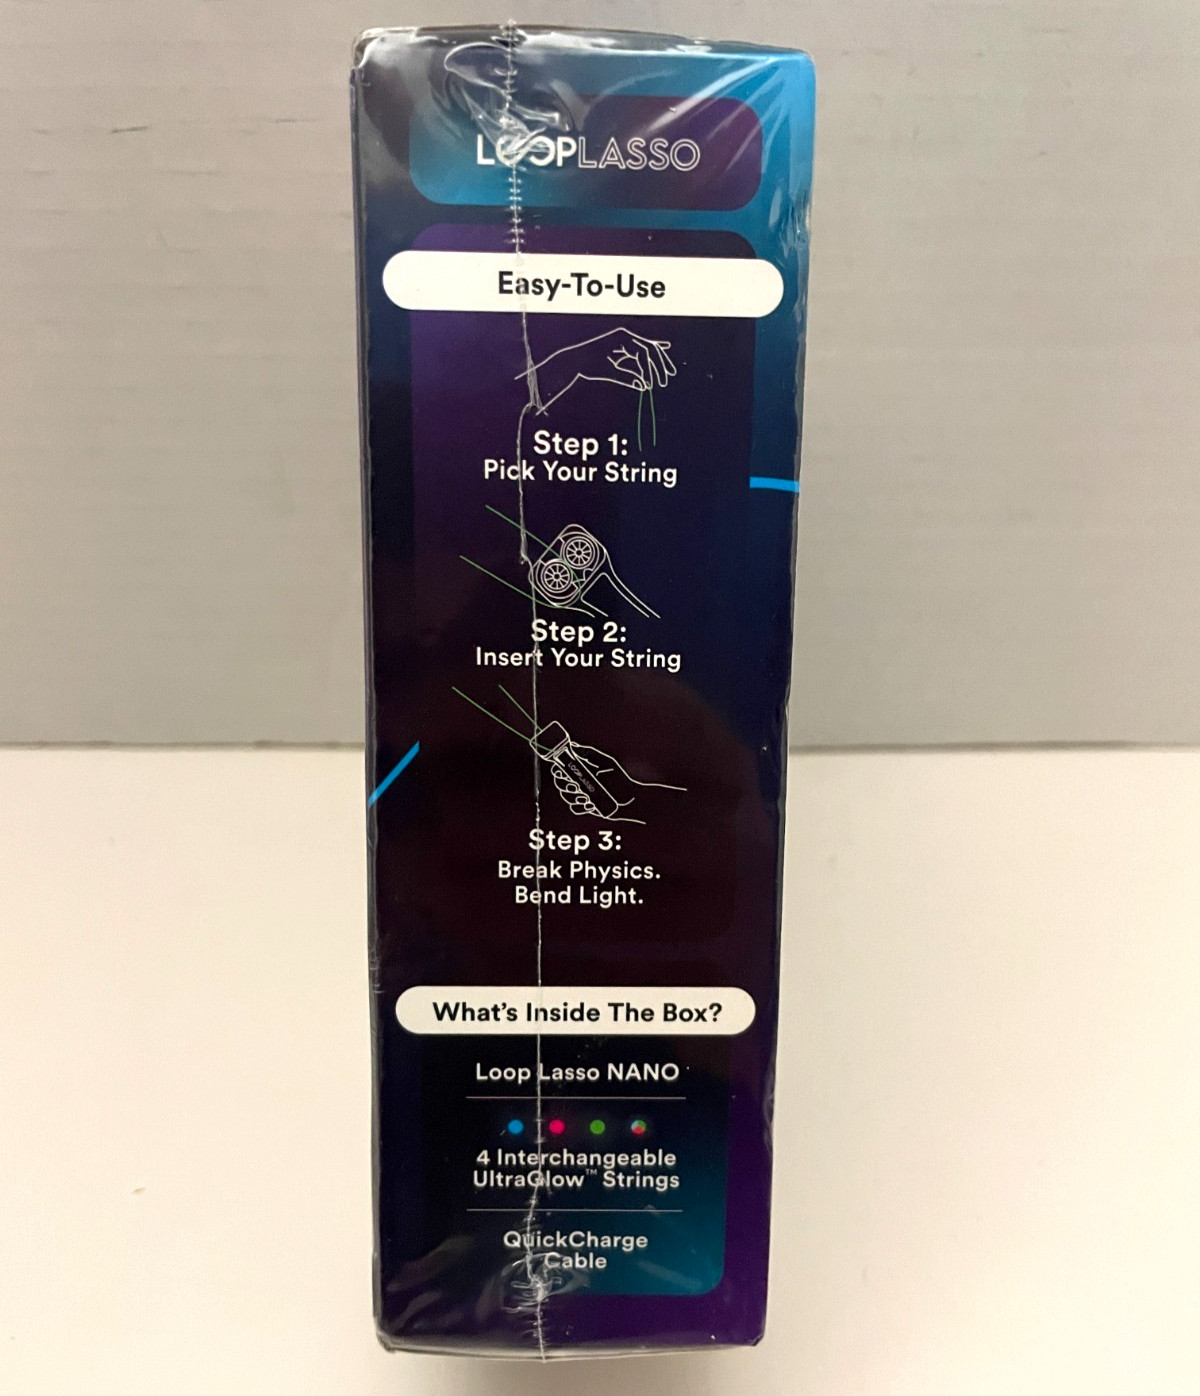 LOOPLASSO
Easy-To-Use
Step 1:
Pick Your String
Step 2:
Insert Your String
LOOPLASSO
Step 3:
Break Physics.
Bend Light.
What's Inside The Box?
Loop Lasso NANO
4 Interchangeable
UltraGlow™ Strings
QuickCharge
Cable